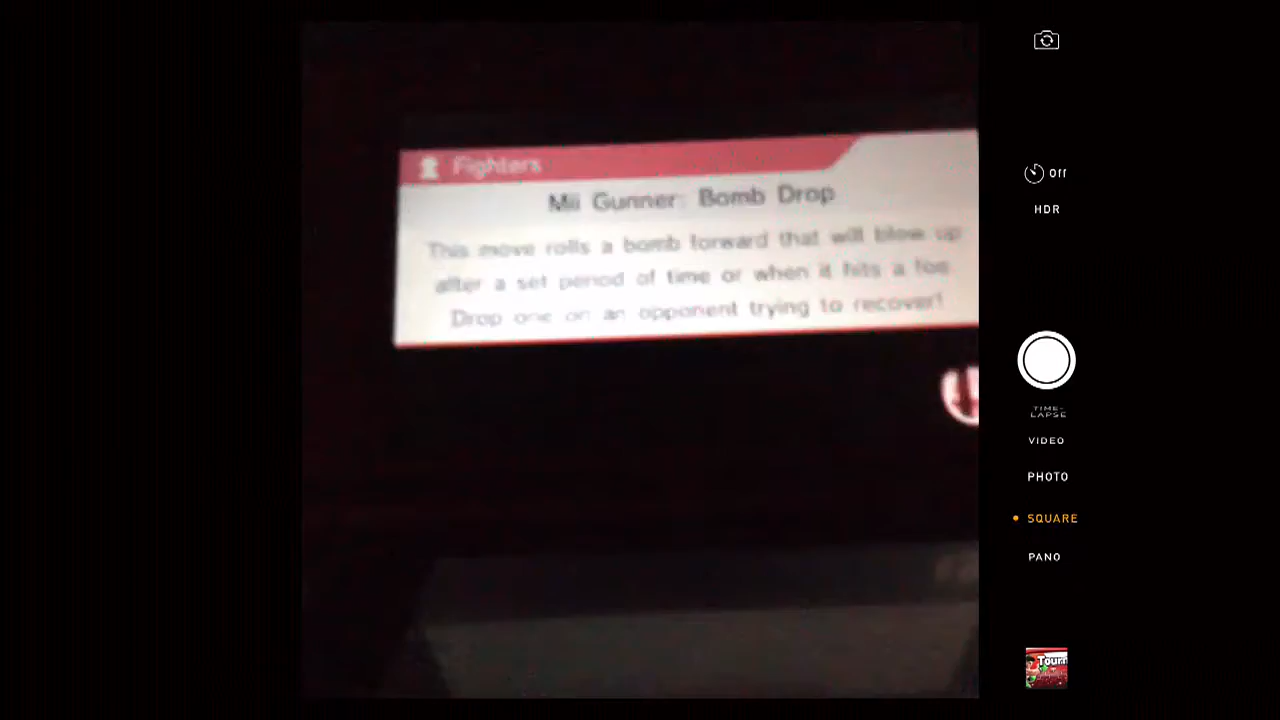 Fighters
Mii Gunner: Bomb Drop
This move rolls a bomb forward that will blow up
after a set period of time or when it hits a foe.
Drop one on an opponent trying to recover!
Off
HDR
TIME-
LAPSE
VIDEO
PHOTO
SQUARE
PANO
Tourn